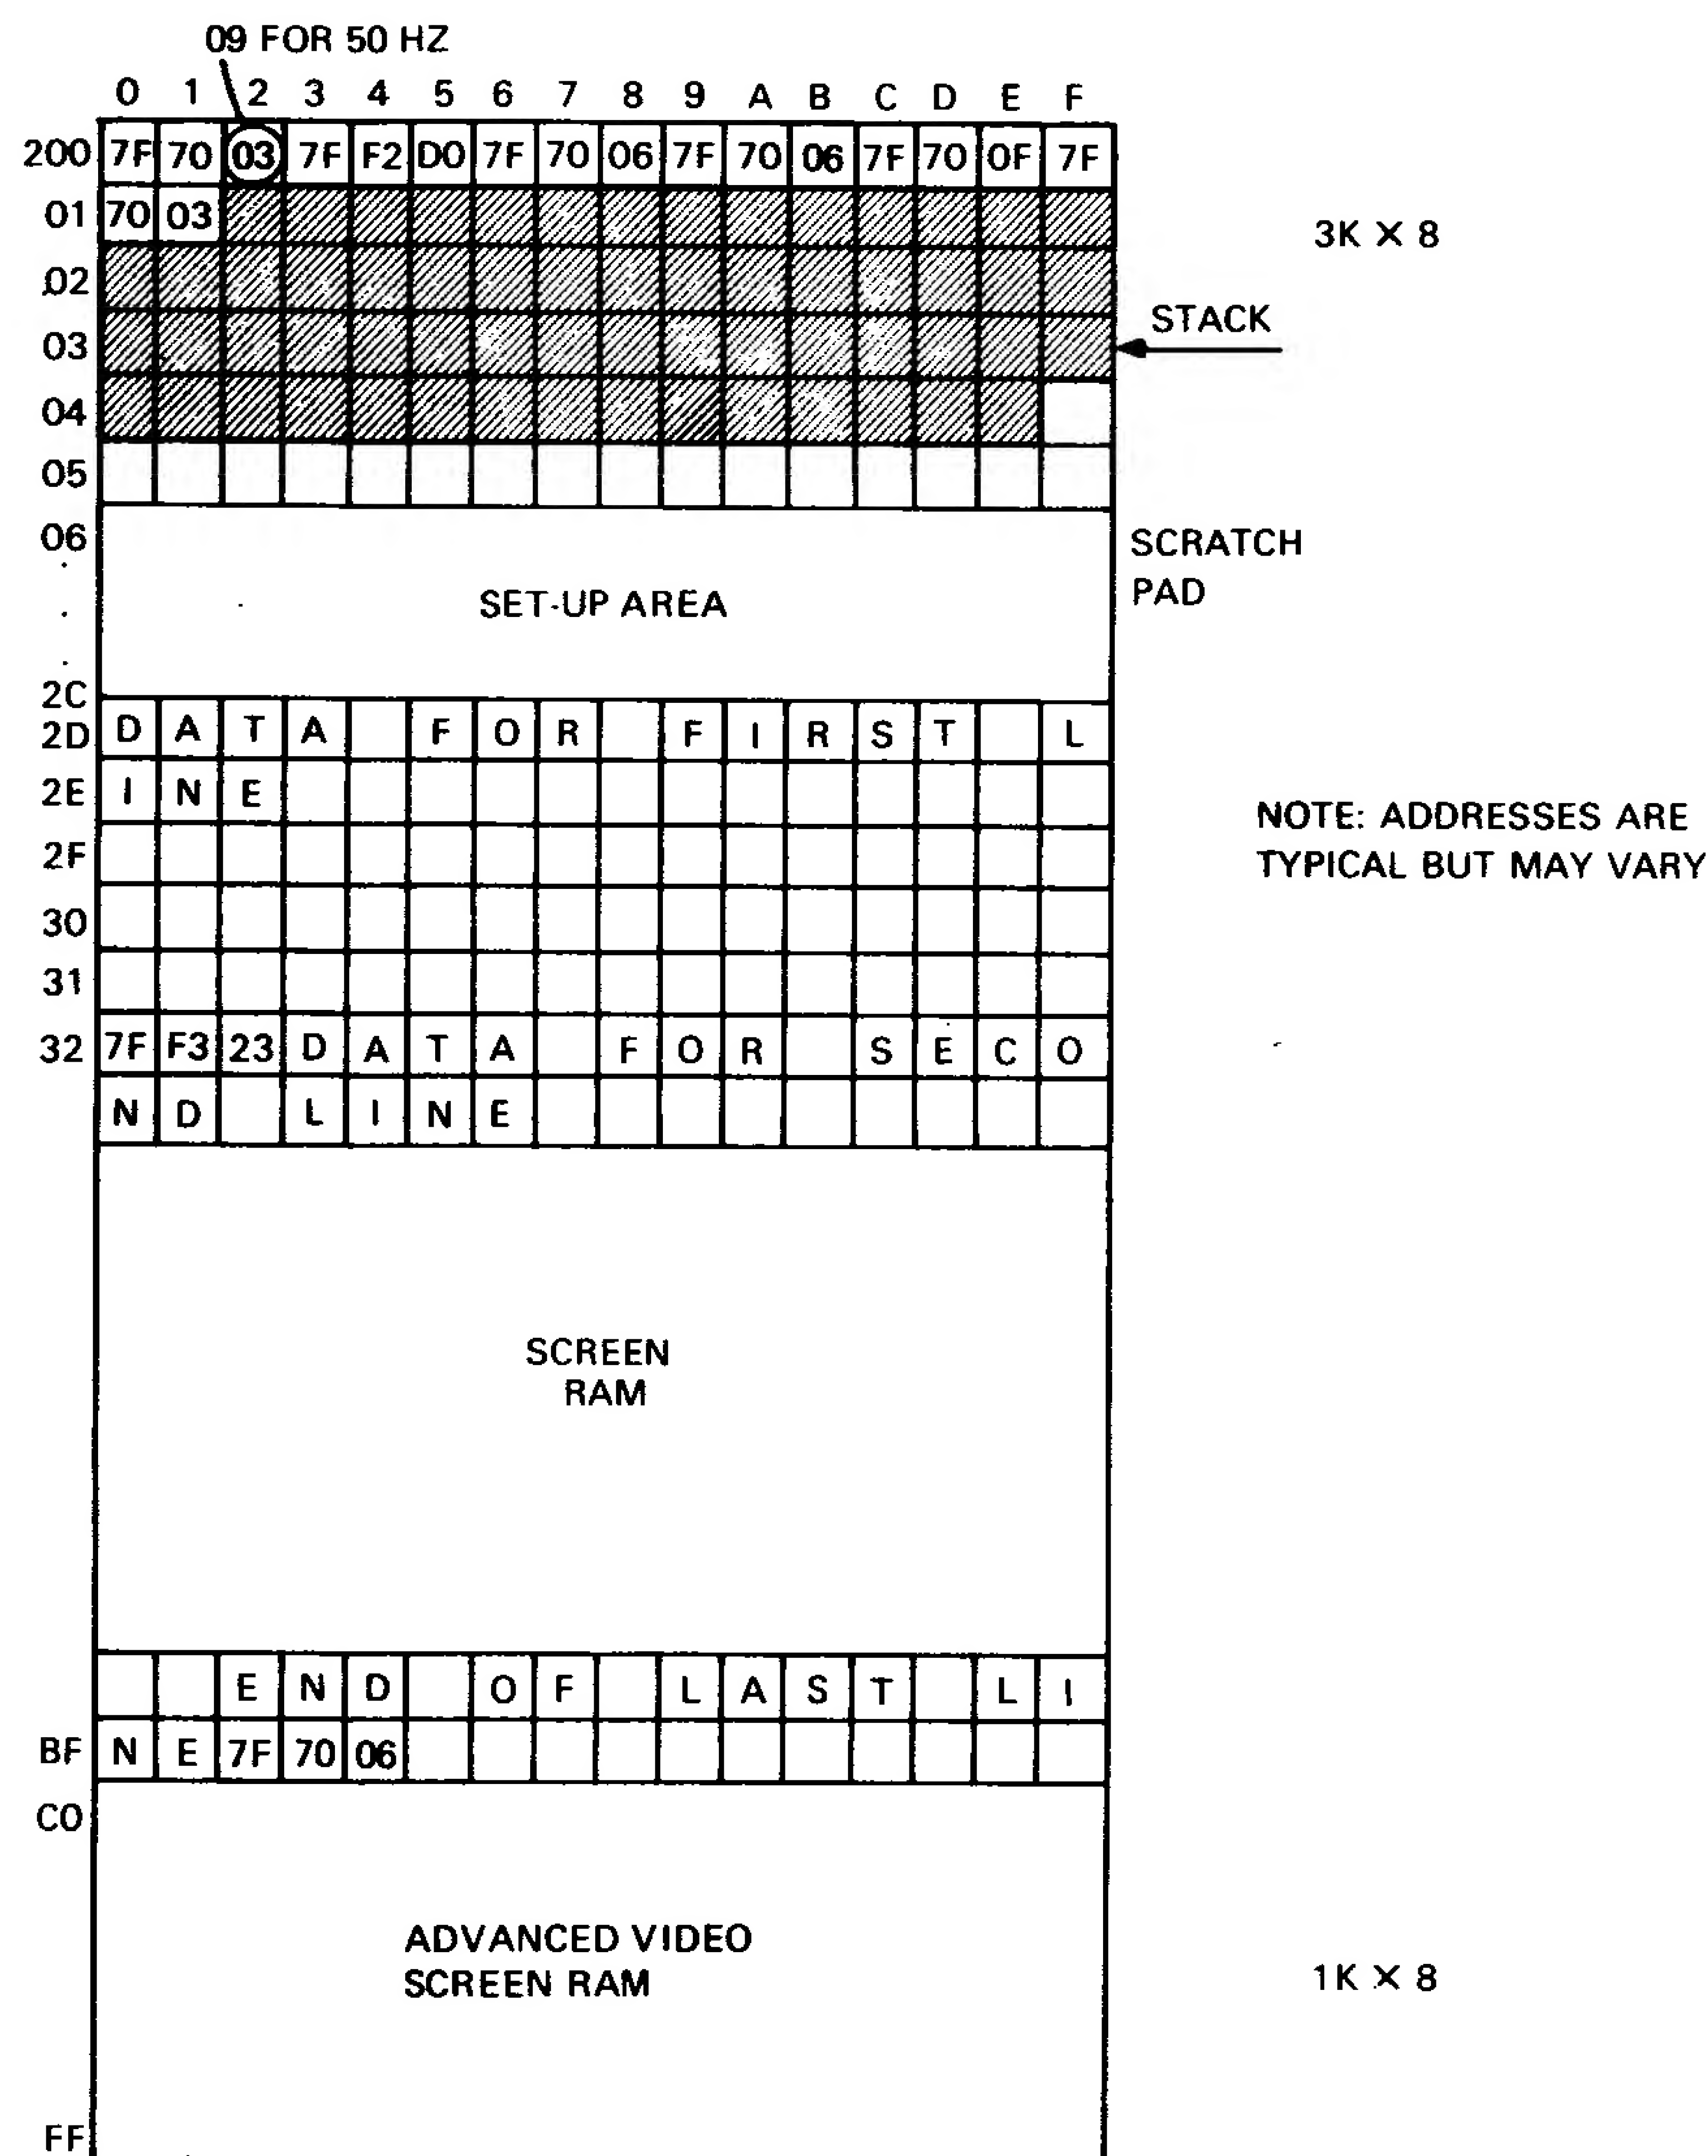 09 FOR 50 HZ
0 1 2 3 4 5 6 7 8 9 A B C D E F
200 7F 70 03 7F F2 D0 7F 70 06 7F 70 06 7F 70 0F 7F
01 70 03
3K X 8
02
STACK
03
04
05
06
SCRATCH
PAD
SET-UP AREA
2C
2D D A T A F O R F I R S T L
2E I N E
NOTE: ADDRESSES ARE
TYPICAL BUT MAY VARY
2F
30
31
32 7F F3 23 D A T A F O R S E C O
N D L I N E
SCREEN
RAM
E N D O F L A S T L I
BF N E 7F 70 06
C0
ADVANCED VIDEO
SCREEN RAM
1K X 8
FF